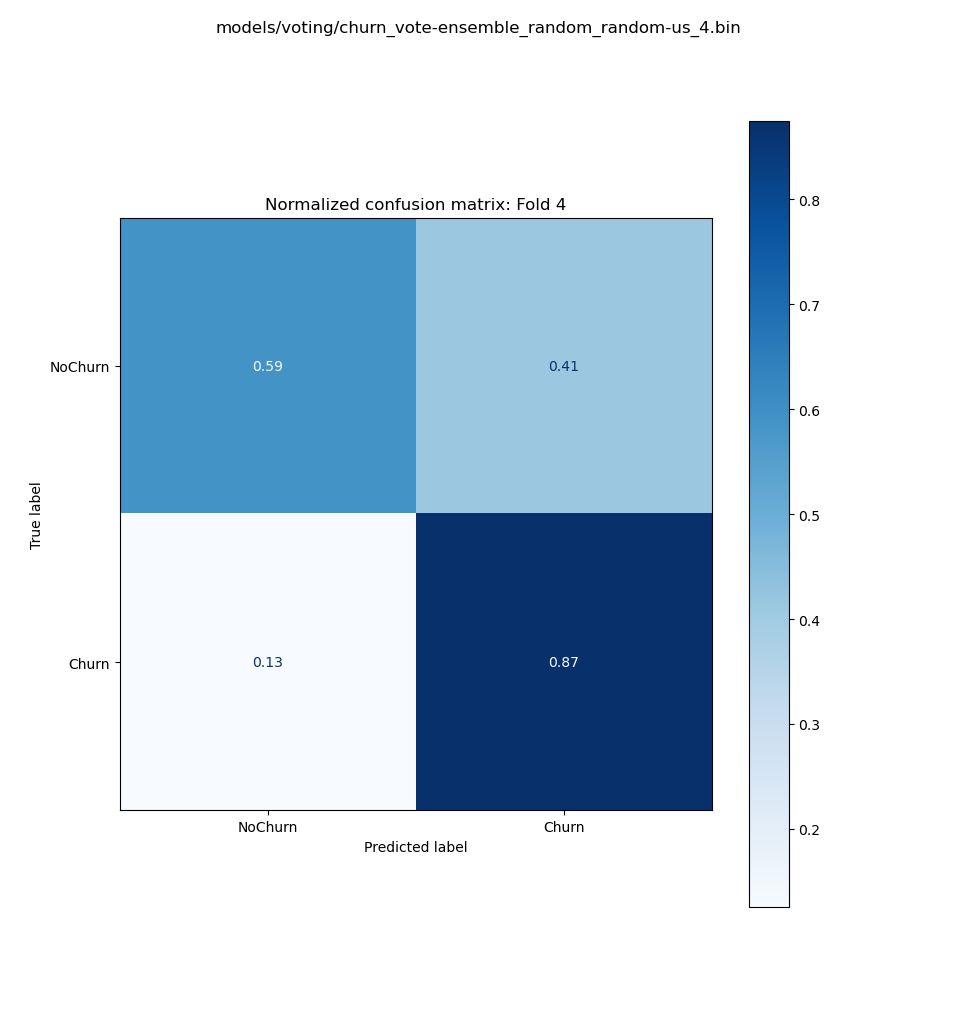 models/voting/churn_vote-ensemble_random_random-us_4.bin
Normalized confusion matrix: Fold 4
NoChurn
0.59
0.41
Churn
0.13
0.87
True label
NoChurn
Churn
Predicted label
0.8
0.7
0.6
0.5
0.4
0.3
0.2